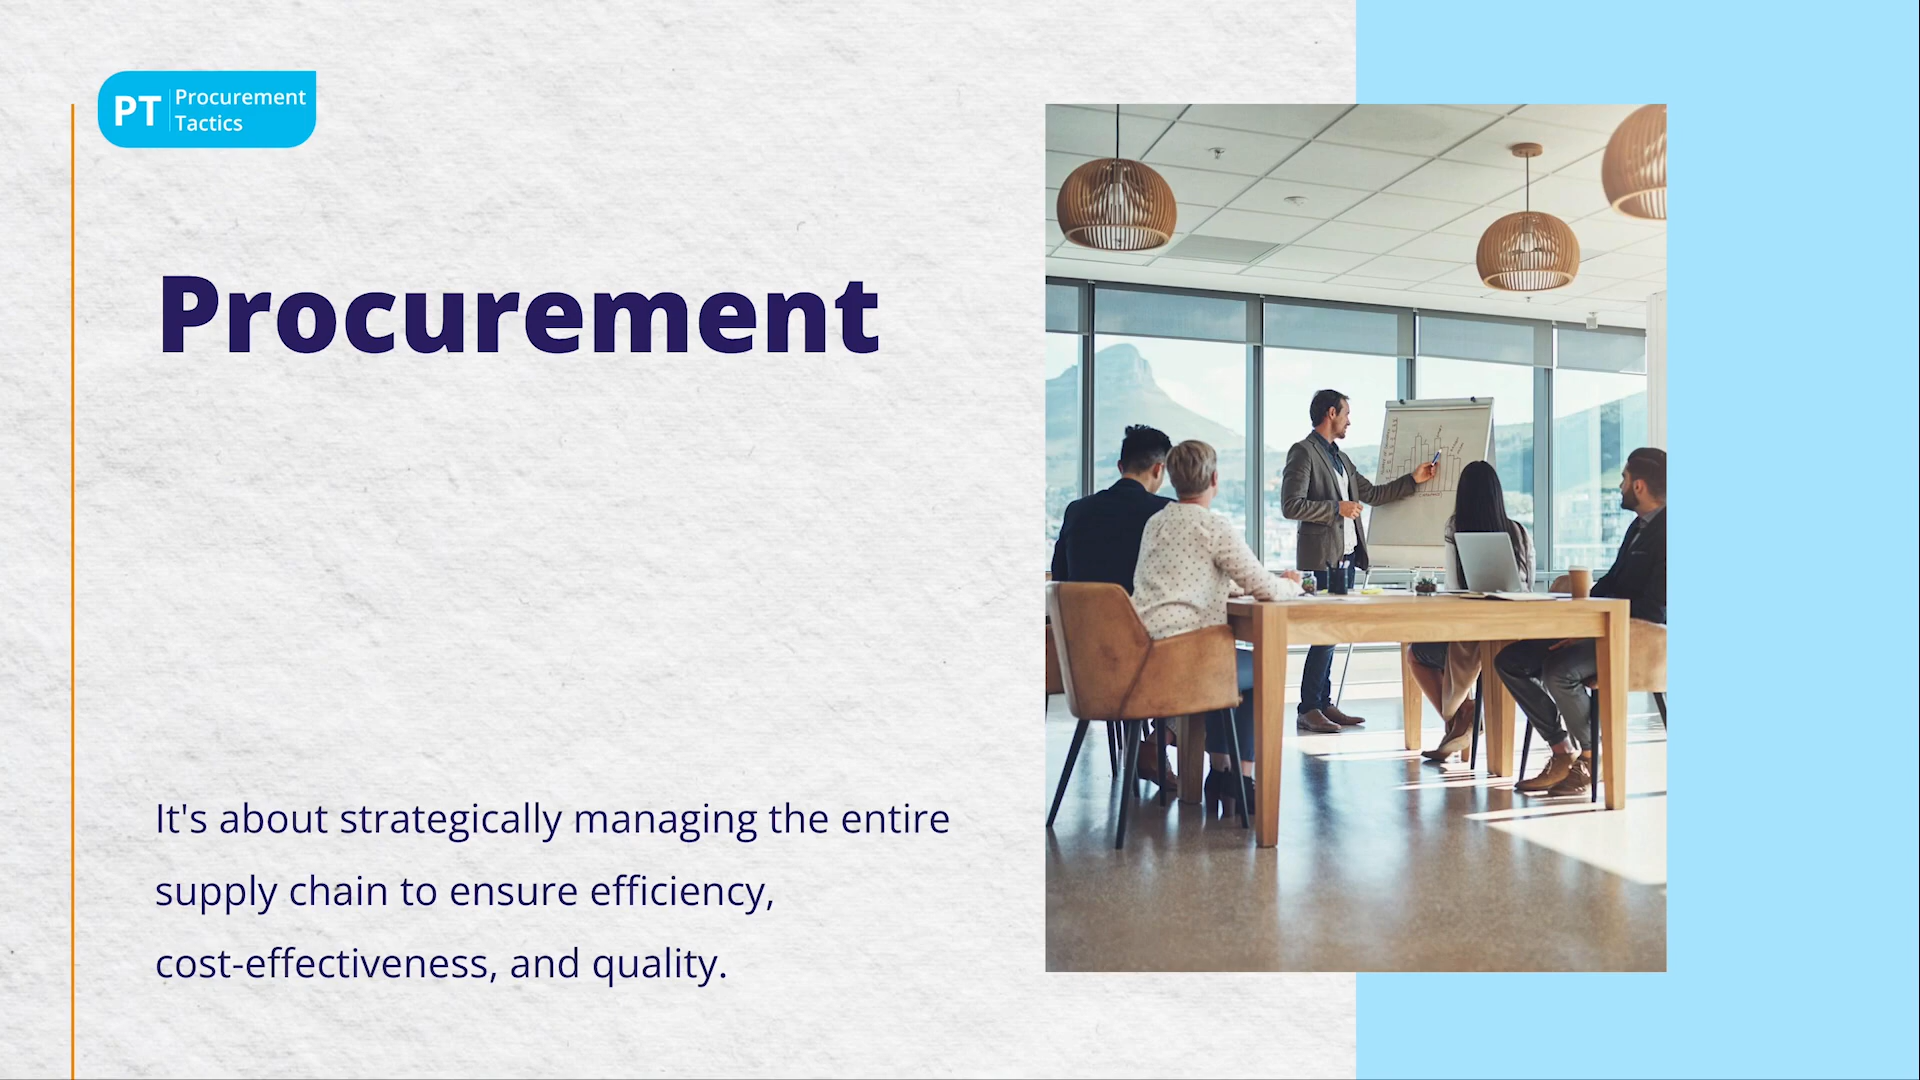 PT Procurement
Tactics
Procurement
It's about strategically managing the entire
supply chain to ensure efficiency,
cost-effectiveness, and quality.